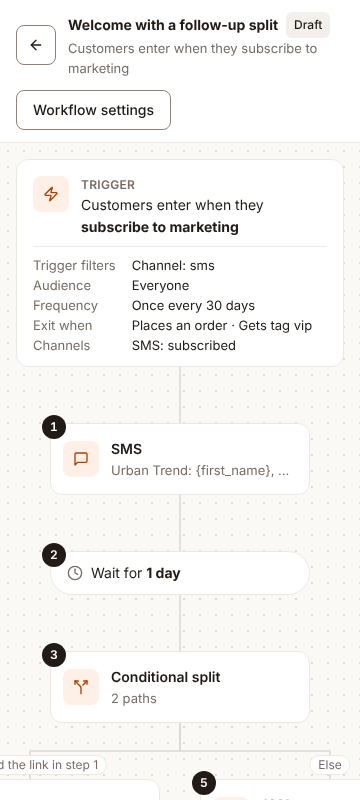 Welcome with a follow-up split Draft
Customers enter when they subscribe to
marketing
Workflow settings
TRIGGER
Customers enter when they
subscribe to marketing
Trigger filters Channel: sms
Audience Everyone
Frequency Once every 30 days
Exit when Places an order · Gets tag vip
Channels SMS: subscribed
1
SMS
Urban Trend: {first_name}, ...
2
Wait for 1 day
3
Conditional split
2 paths
d the link in step 1
Else
5